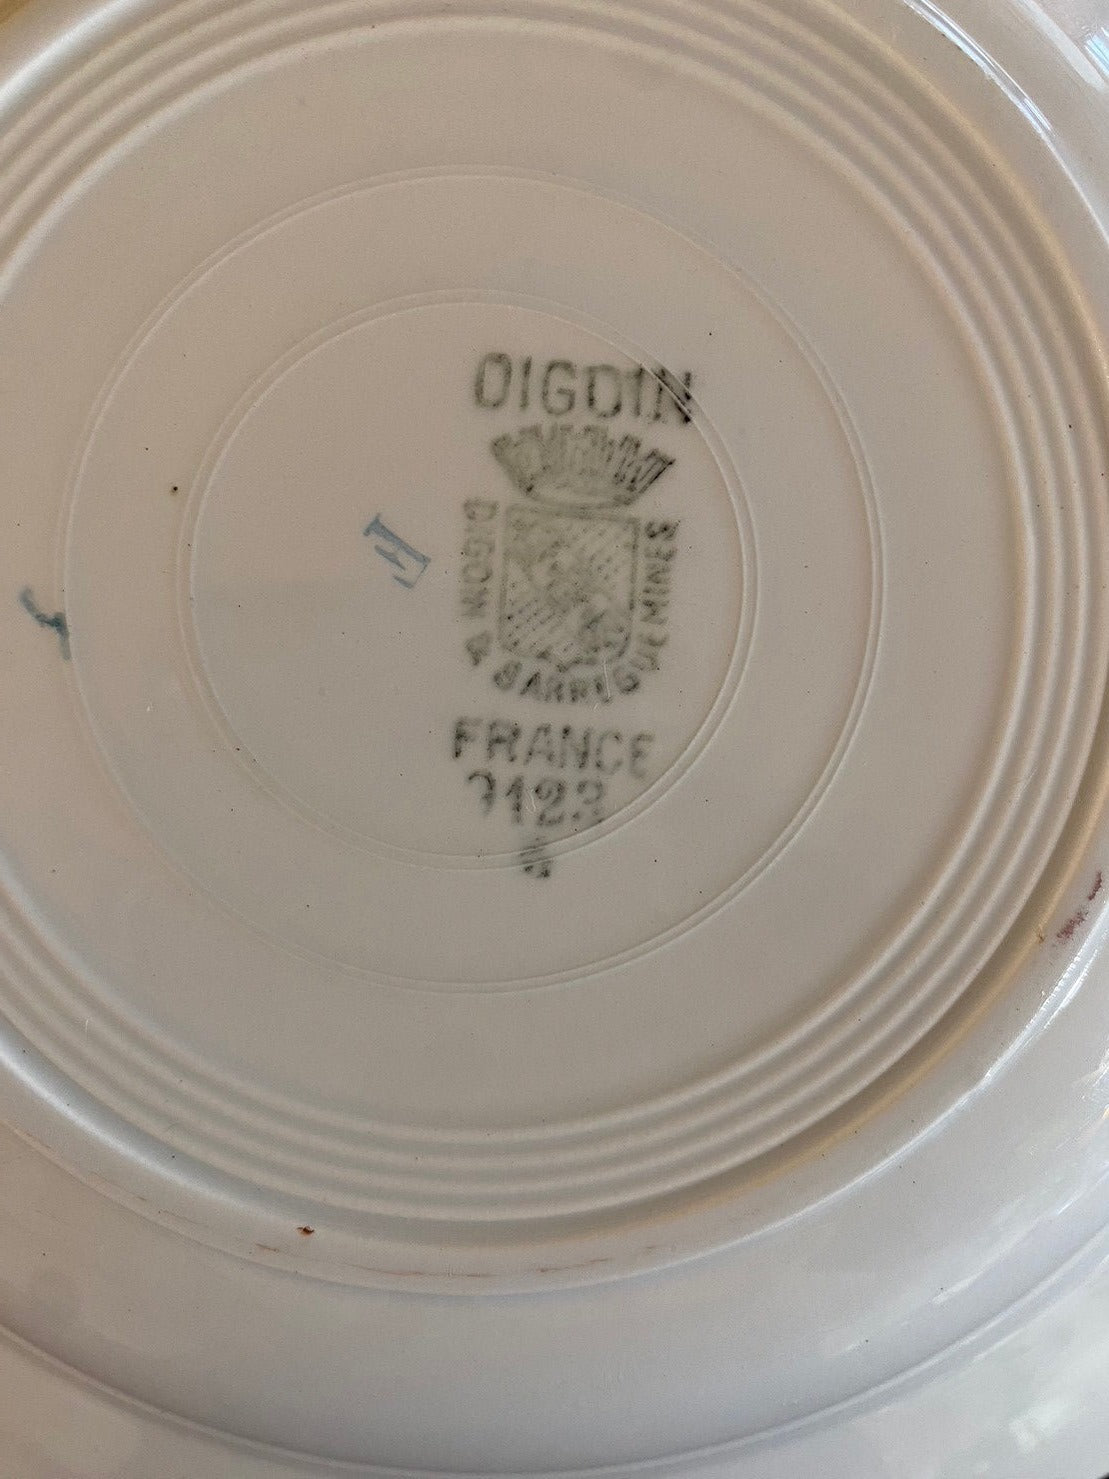 DIGOIN
DIGOIN & SARREGUEMINES
FRANCE
H